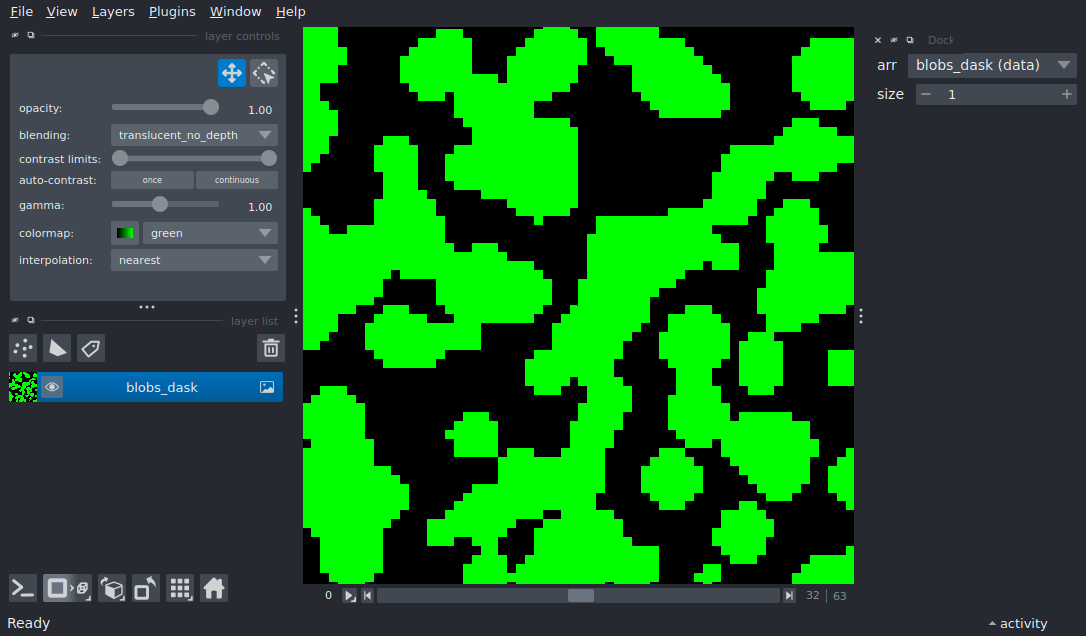 File View Layers Plugins Window Help
layer controls
opacity: 1.00
blending: translucent_no_depth
contrast limits:
auto-contrast: once continuous
gamma: 1.00
colormap: green
interpolation: nearest
layer list
blobs_dask
0 32 63
Ready
activity
Dock
arr blobs_dask (data)
size 1